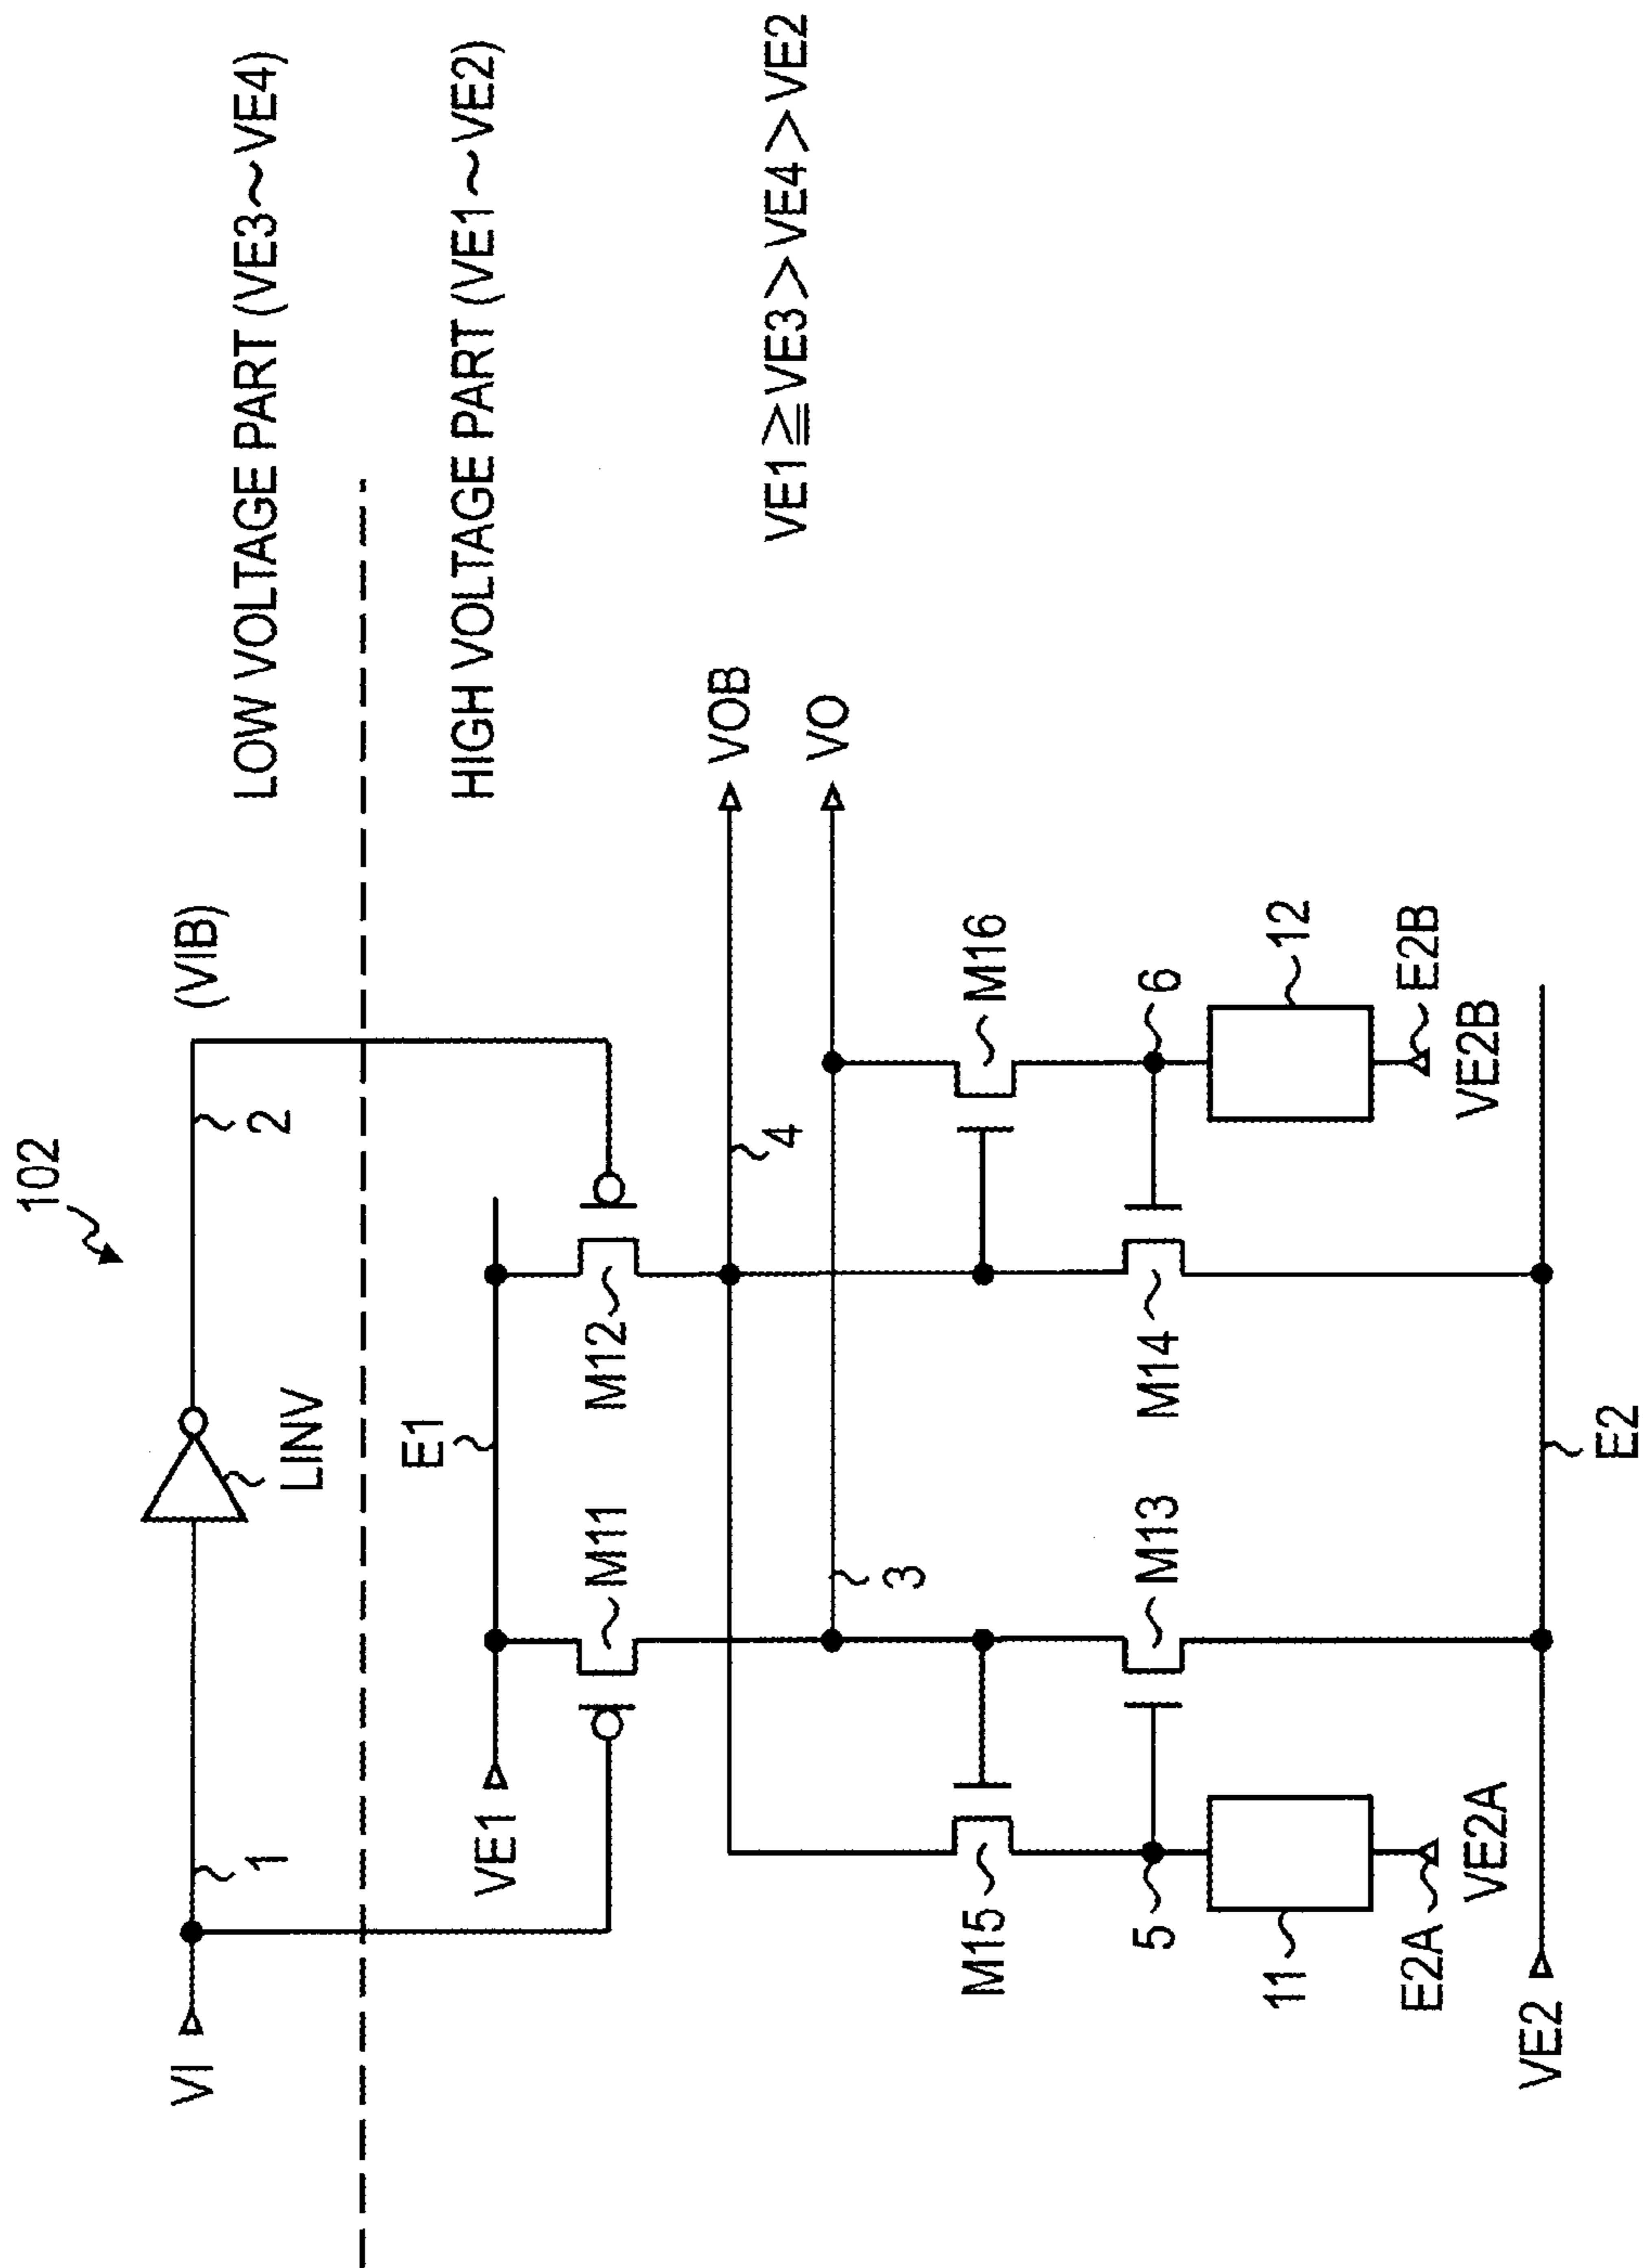 102
VI
1
LINV
2
(VIB)
LOW VOLTAGE PART (VE3~VE4)
HIGH VOLTAGE PART (VE1~VE2)
VE1≧VE3>VE4>VE2
E1
VE1
M11
M12
VOB
4
VO
3
M15
M16
5
M13
M14
6
11
12
E2A
VE2A
E2B
VE2B
VE2
E2